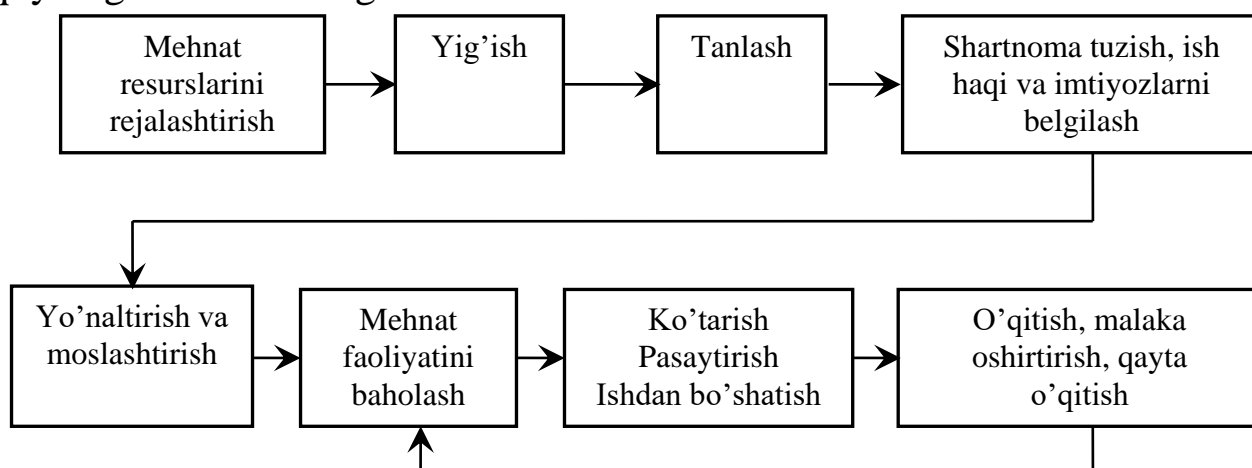 Mehnat
resurslarini
rejalashtirish
Yig’ish
Tanlash
Shartnoma tuzish, ish
haqi va imtiyozlarni
belgilash
Yo’naltirish va
moslashtirish
Mehnat
faoliyatini
baholash
Ko’tarish
Pasaytirish
Ishdan bo’shatish
O’qitish, malaka
oshirtirish, qayta
o’qitish